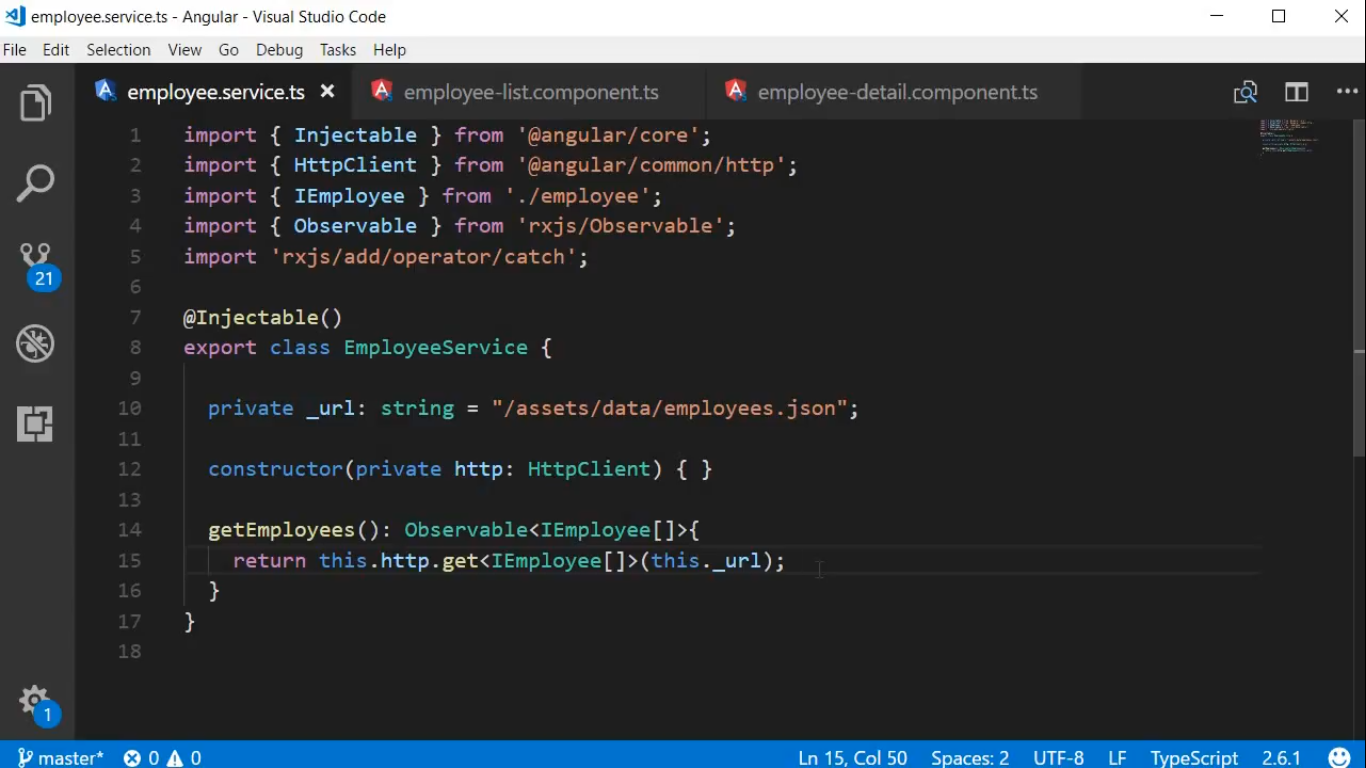 employee.service.ts - Angular - Visual Studio Code
File Edit Selection View Go Debug Tasks Help
employee.service.ts employee-list.component.ts employee-detail.component.ts
1 import { Injectable } from '@angular/core';
2 import { HttpClient } from '@angular/common/http';
3 import { IEmployee } from './employee';
4 import { Observable } from 'rxjs/Observable';
5 import 'rxjs/add/operator/catch';
6
7 @Injectable()
8 export class EmployeeService {
9
10 private _url: string = "/assets/data/employees.json";
11
12 constructor(private http: HttpClient) { }
13
14 getEmployees(): Observable<IEmployee[]>{
15 return this.http.get<IEmployee[]>(this._url);
16 }
17 }
18
21
1
master* 0 0 Ln 15, Col 50 Spaces: 2 UTF-8 LF TypeScript 2.6.1